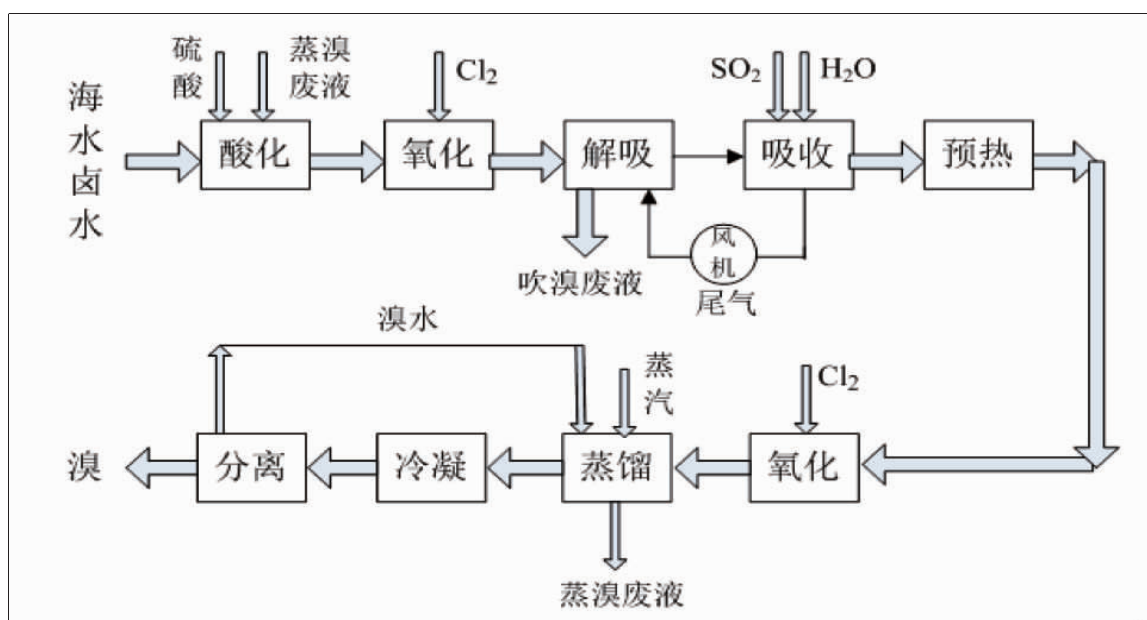 硫酸
蒸溴废液
Cl₂
SO₂
H₂O
海水卤水
酸化
氧化
解吸
吸收
预热
风机
吹溴废液
尾气
溴水
蒸汽
Cl₂
溴
分离
冷凝
蒸馏
氧化
蒸溴废液